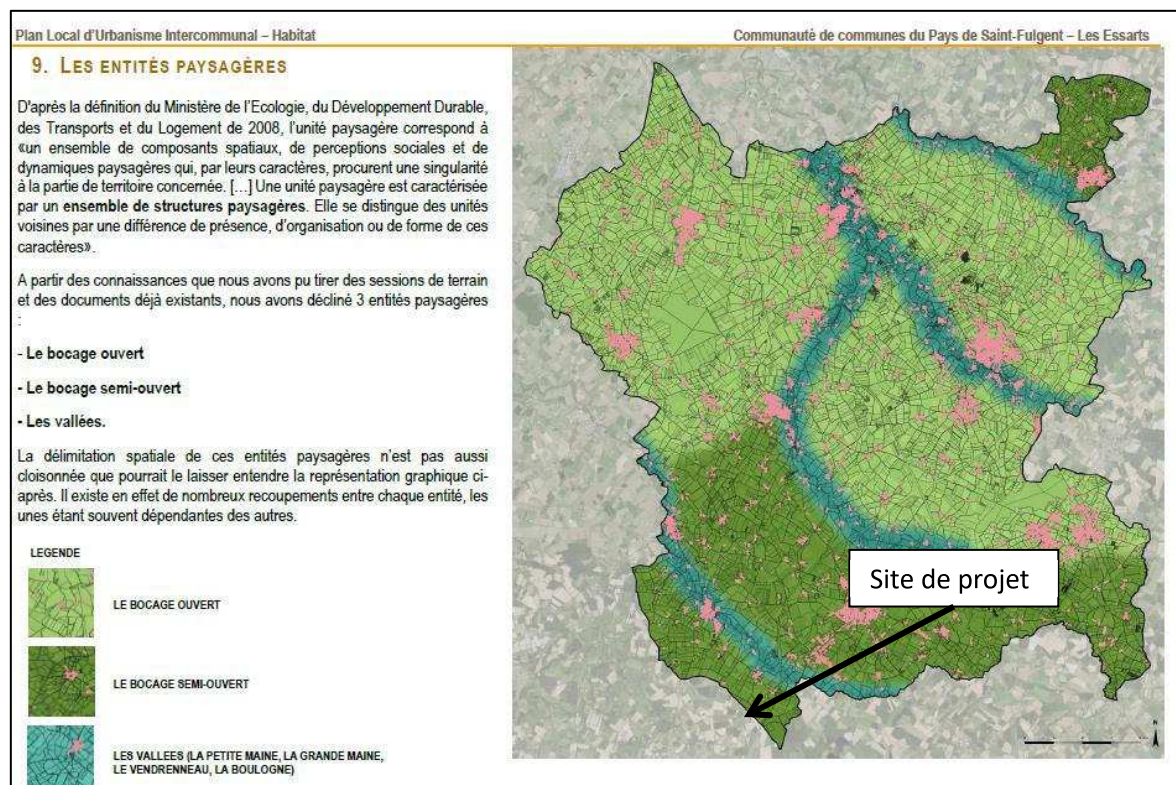 Plan Local d'Urbanisme Intercommunal – Habitat
Communauté de communes du Pays de Saint-Fulgent – Les Essarts
9. LES ENTITÉS PAYSAGÈRES
D'après la définition du Ministère de l'Ecologie, du Développement Durable,
des Transports et du Logement de 2008, l'unité paysagère correspond à
«un ensemble de composants spatiaux, de perceptions sociales et de
dynamiques paysagères qui, par leurs caractères, procurent une singularité
à la partie de territoire concernée. [...] Une unité paysagère est caractérisée
par un ensemble de structures paysagères. Elle se distingue des unités
voisines par une différence de présence, d'organisation ou de forme de ces
caractères».
A partir des connaissances que nous avons pu tirer des sessions de terrain
et des documents déjà existants, nous avons décliné 3 entités paysagères
:
- Le bocage ouvert
- Le bocage semi-ouvert
- Les vallées.
La délimitation spatiale de ces entités paysagères n'est pas aussi
cloisonnée que pourrait le laisser entendre la représentation graphique ci-
après. Il existe en effet de nombreux recoupements entre chaque entité, les
unes étant souvent dépendantes des autres.
LEGENDE
LE BOCAGE OUVERT
LE BOCAGE SEMI-OUVERT
LES VALLEES (LA PETITE MAINE, LA GRANDE MAINE,
LE VENDRENNEAU, LA BOULOGNE)
Site de projet
N